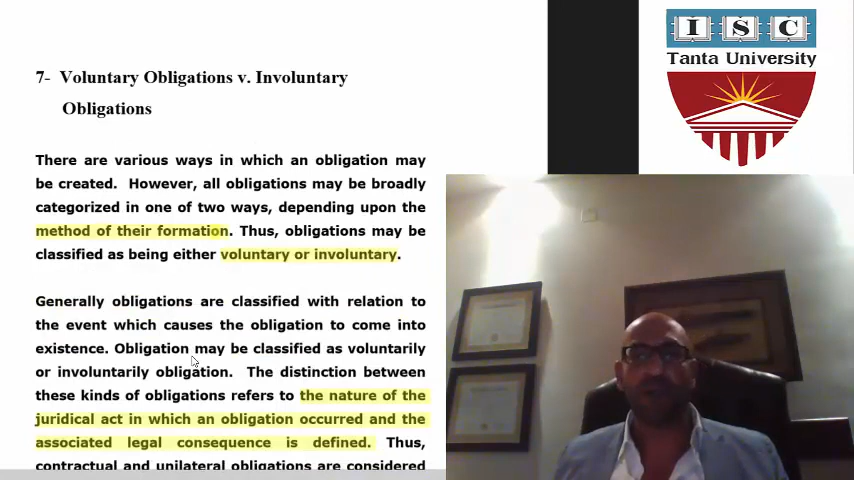 7- Voluntary Obligations v. Involuntary
Obligations
There are various ways in which an obligation may
be created. However, all obligations may be broadly
categorized in one of two ways, depending upon the
method of their formation. Thus, obligations may be
classified as being either voluntary or involuntary.
Generally obligations are classified with relation to
the event which causes the obligation to come into
existence. Obligation may be classified as voluntarily
or involuntarily obligation. The distinction between
these kinds of obligations refers to the nature of the
juridical act in which an obligation occurred and the
associated legal consequence is defined. Thus,
contractual and unilateral obligations are considered
I S C
Tanta University